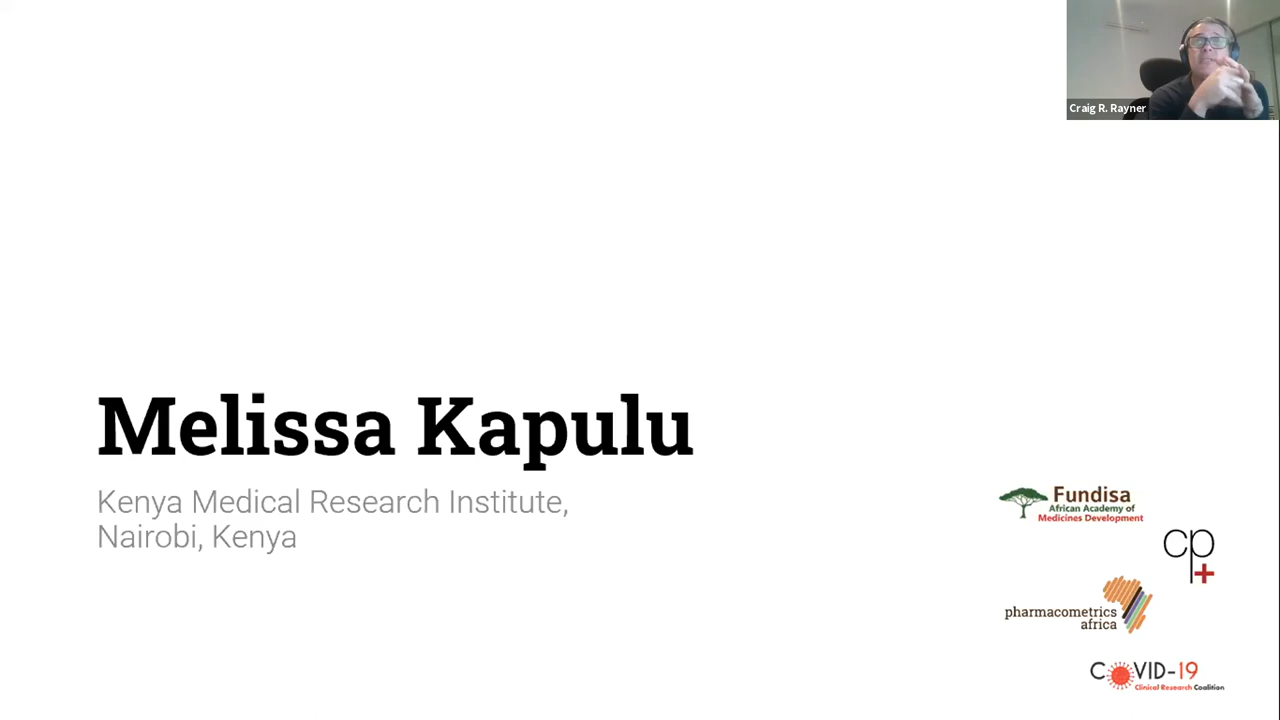 Craig R. Rayner
Melissa Kapulu
Kenya Medical Research Institute,
Nairobi, Kenya
Fundisa
African Academy of
Medicines Development
cp+
pharmacometrics
africa
COVID-19
Clinical Research Coalition